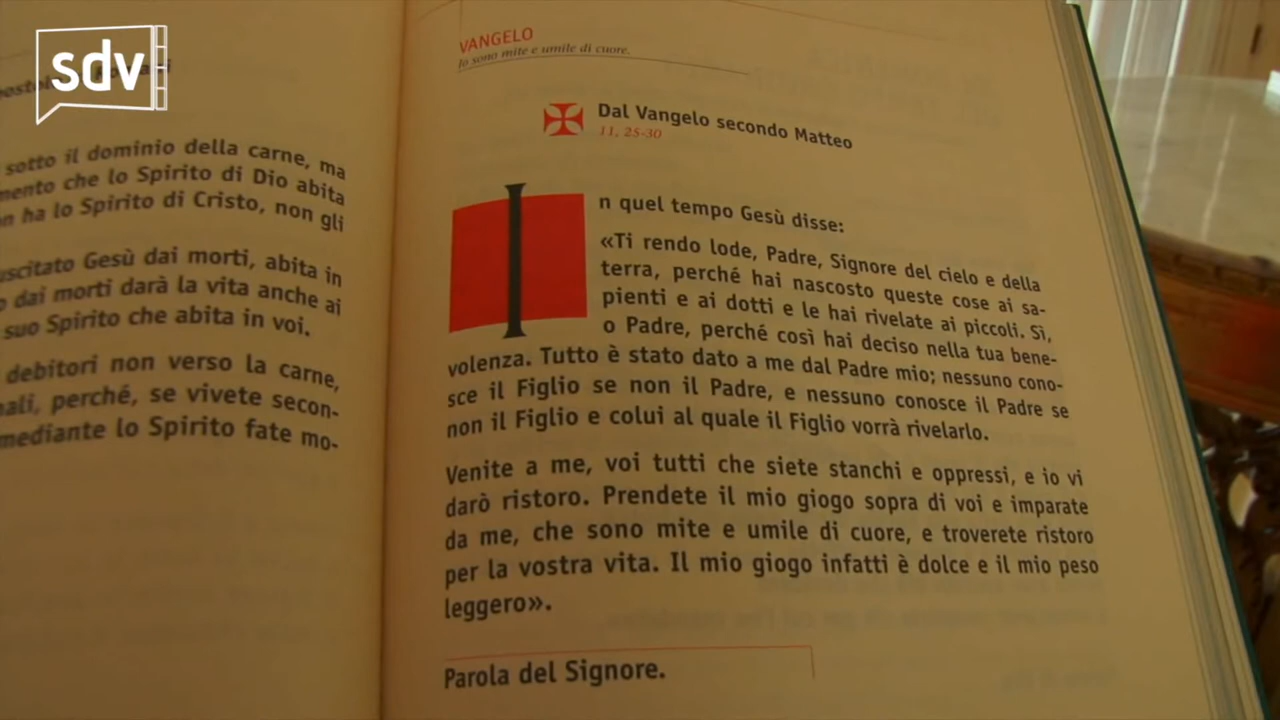 sdv
sotto il dominio della carne, ma
che lo Spirito di Dio abita
ha lo Spirito di Cristo, non gli
Gesù dai morti, abita in
dai morti darà la vita anche ai
suo Spirito che abita in voi.
debitori non verso la carne,
perché, se vivete secon-
mediante lo Spirito fate mo-
VANGELO
Io sono mite e umile di cuore.
Dal Vangelo secondo Matteo
11, 25-30
In quel tempo Gesù disse:
«Ti rendo lode, Padre, Signore del cielo e della
terra, perché hai nascosto queste cose ai sa-
pienti e ai dotti e le hai rivelate ai piccoli. Sì,
o Padre, perché così hai deciso nella tua bene-
volenza. Tutto è stato dato a me dal Padre mio; nessuno cono-
sce il Figlio se non il Padre, e nessuno conosce il Padre se
non il Figlio e colui al quale il Figlio vorrà rivelarlo.
Venite a me, voi tutti che siete stanchi e oppressi, e io vi
darò ristoro. Prendete il mio giogo sopra di voi e imparate
da me, che sono mite e umile di cuore, e troverete ristoro
per la vostra vita. Il mio giogo infatti è dolce e il mio peso
leggero».
Parola del Signore.